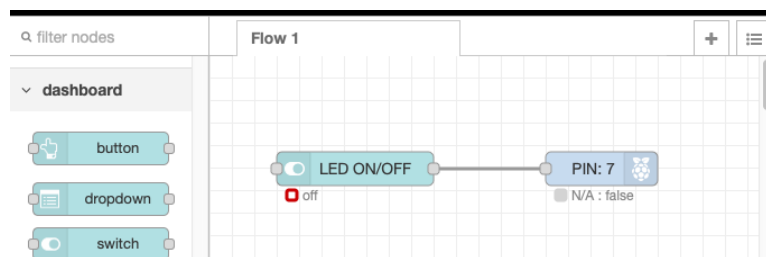 filter nodes
Flow 1
dashboard
button
dropdown
switch
LED ON/OFF
PIN: 7
off
N/A : false